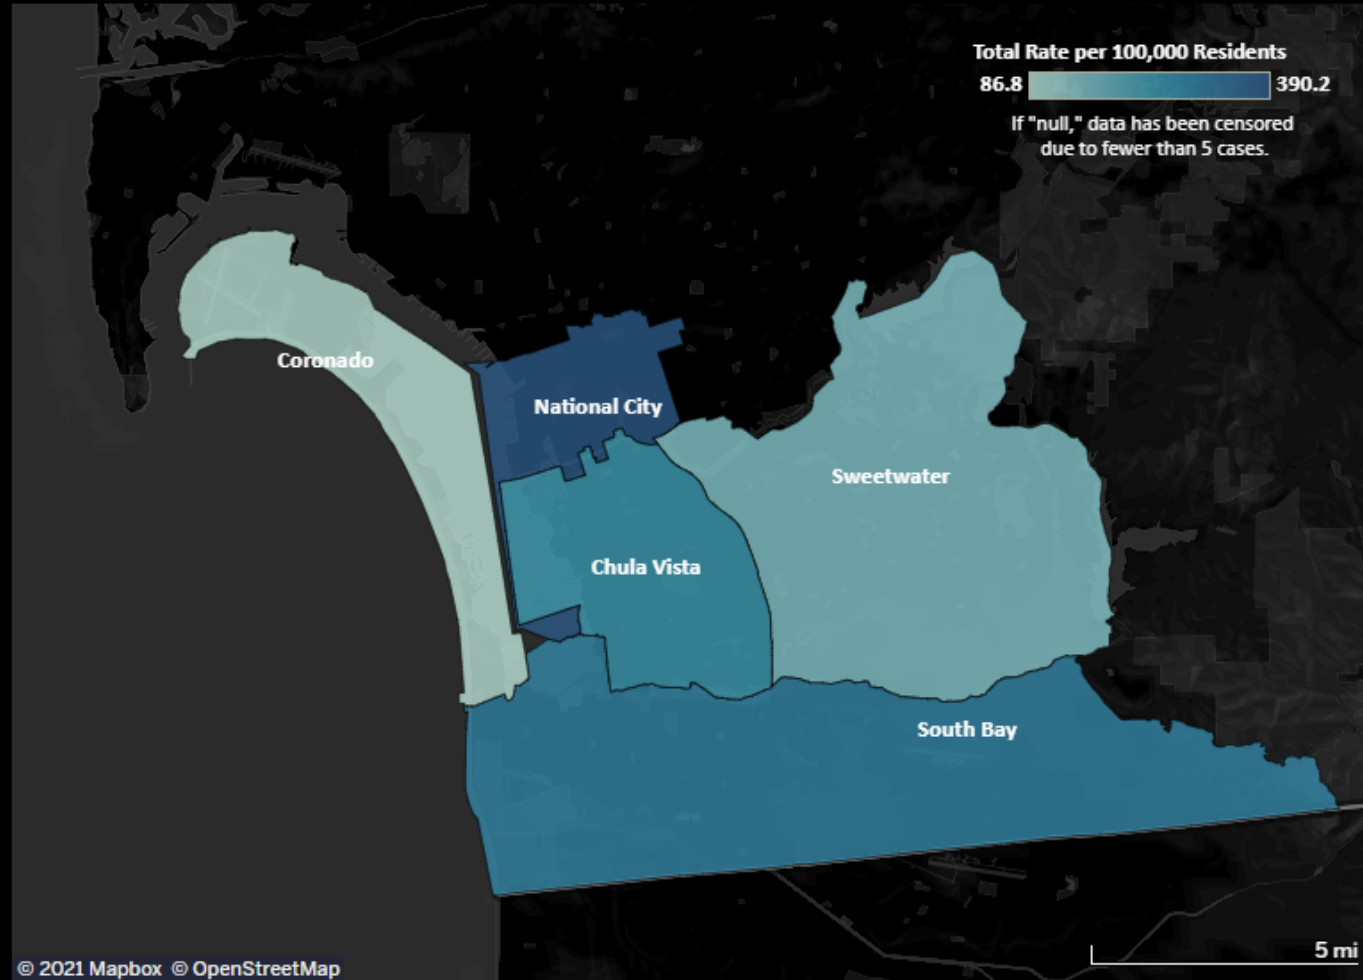 Total Rate per 100,000 Residents
86.8 390.2
If "null," data has been censored
due to fewer than 5 cases.
Coronado
National City
Sweetwater
Chula Vista
South Bay
5 mi
© 2021 Mapbox © OpenStreetMap